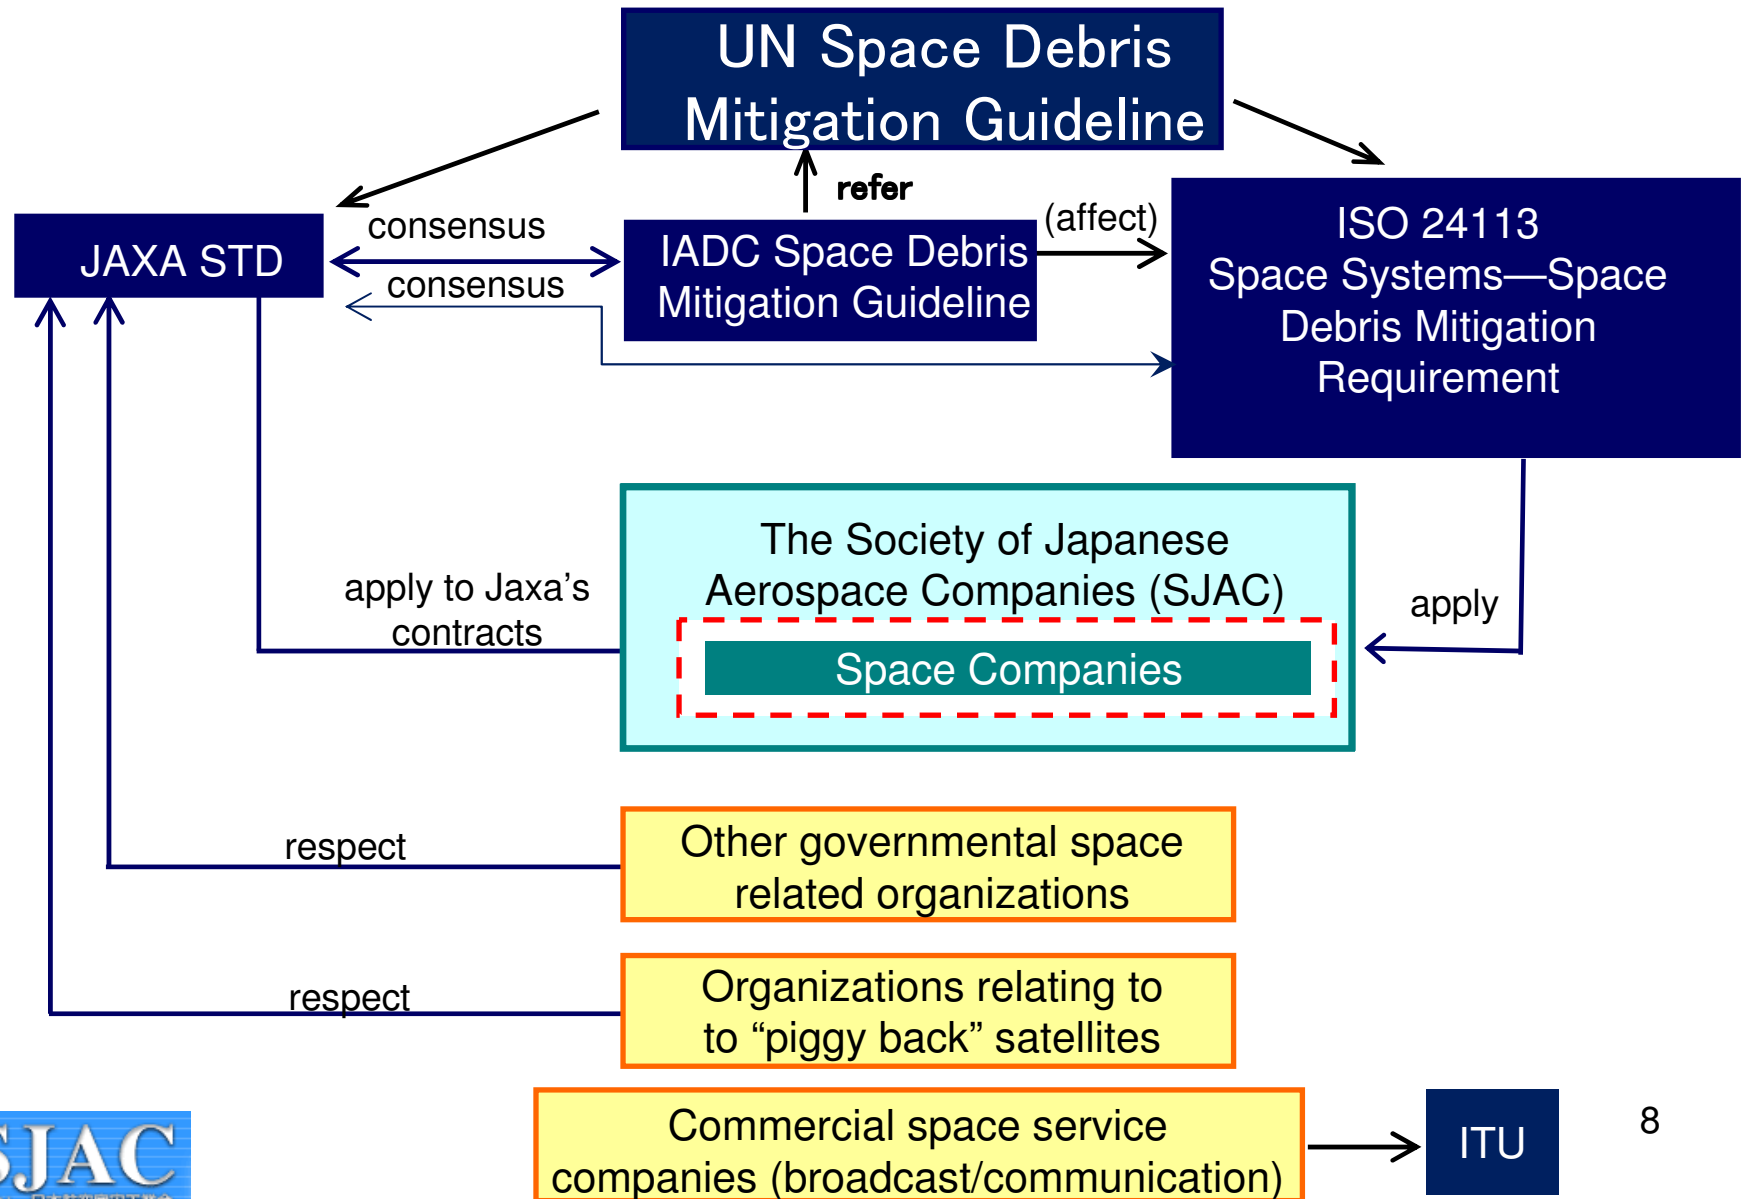 UN Space Debris
Mitigation Guideline
refer
(affect)
consensus
consensus
JAXA STD
IADC Space Debris
Mitigation Guideline
ISO 24113
Space Systems—Space
Debris Mitigation
Requirement
The Society of Japanese
Aerospace Companies (SJAC)
Space Companies
apply to Jaxa's
contracts
apply
respect
Other governmental space
related organizations
respect
Organizations relating to
to “piggy back” satellites
Commercial space service
companies (broadcast/communication)
ITU
8
SJAC